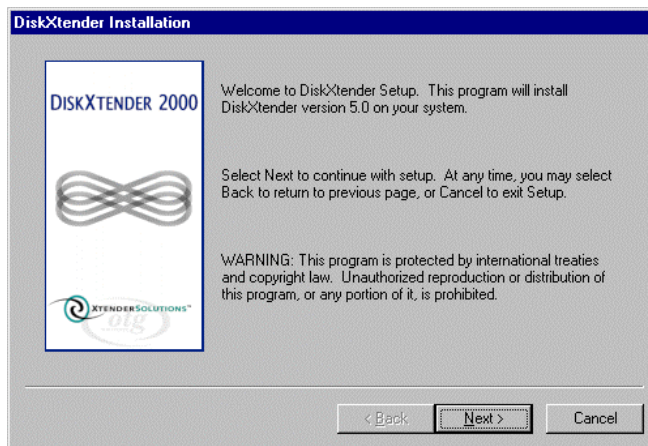 DiskXtender Installation
DISKXTENDER 2000
Welcome to DiskXtender Setup. This program will install
DiskXtender version 5.0 on your system.
Select Next to continue with setup. At any time, you may select
Back to return to previous page, or Cancel to exit Setup.
WARNING: This program is protected by international treaties
and copyright law. Unauthorized reproduction or distribution of
this program, or any portion of it, is prohibited.
XTENDERSOLUTIONS™
otg
< Back
Next >
Cancel